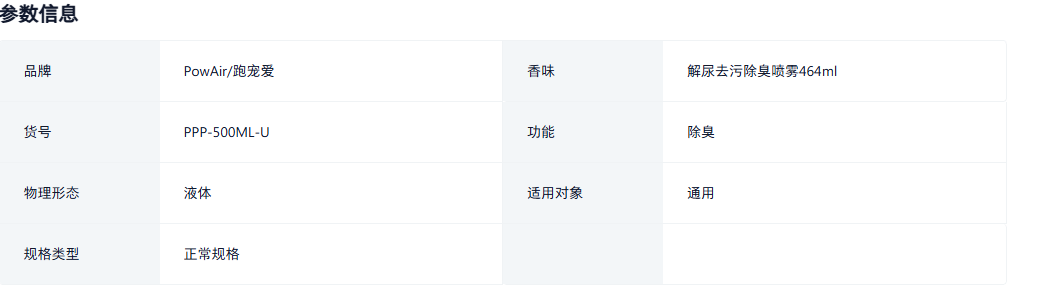 参数信息
品牌 PowAir/跑宠爱 香味 解尿去污除臭喷雾464ml
货号 PPP-500ML-U 功能 除臭
物理形态 液体 适用对象 通用
规格类型 正常规格